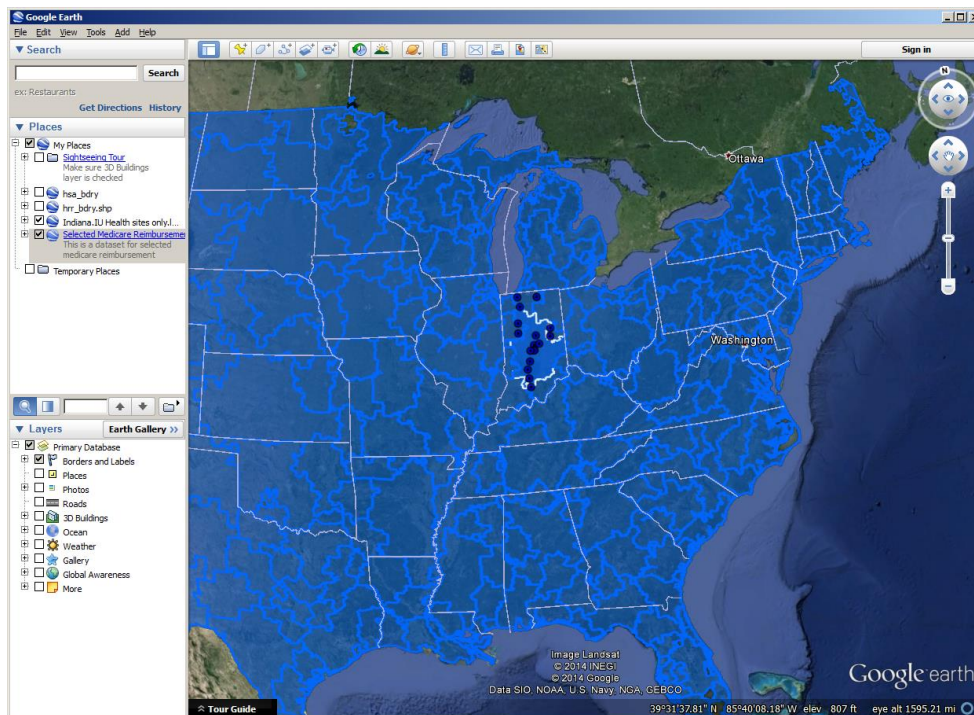 Google Earth
File Edit View Tools Add Help
Search
Sign in
Search
ex: Restaurants
Get Directions History
Places
My Places
Sightseeing Tour
Make sure 3D Buildings
layer is checked
hsa_bdry
hrr_bdry.shp
Indiana.IU Health sites only.l...
Selected Medicare Reimburseme
This is a dataset for selected
medicare reimbursement
Temporary Places
Layers
Earth Gallery >>
Primary Database
Borders and Labels
Places
Photos
Roads
3D Buildings
Ocean
Weather
Gallery
Global Awareness
More
N
Ottawa
Washington
Image Landsat
© 2014 INEGI
© 2014 Google
Data SIO, NOAA, U.S. Navy, NGA, GEBCO
Google earth
Tour Guide
39°31'37.81" N 85°40'08.18" W elev 807 ft eye alt 1595.21 mi